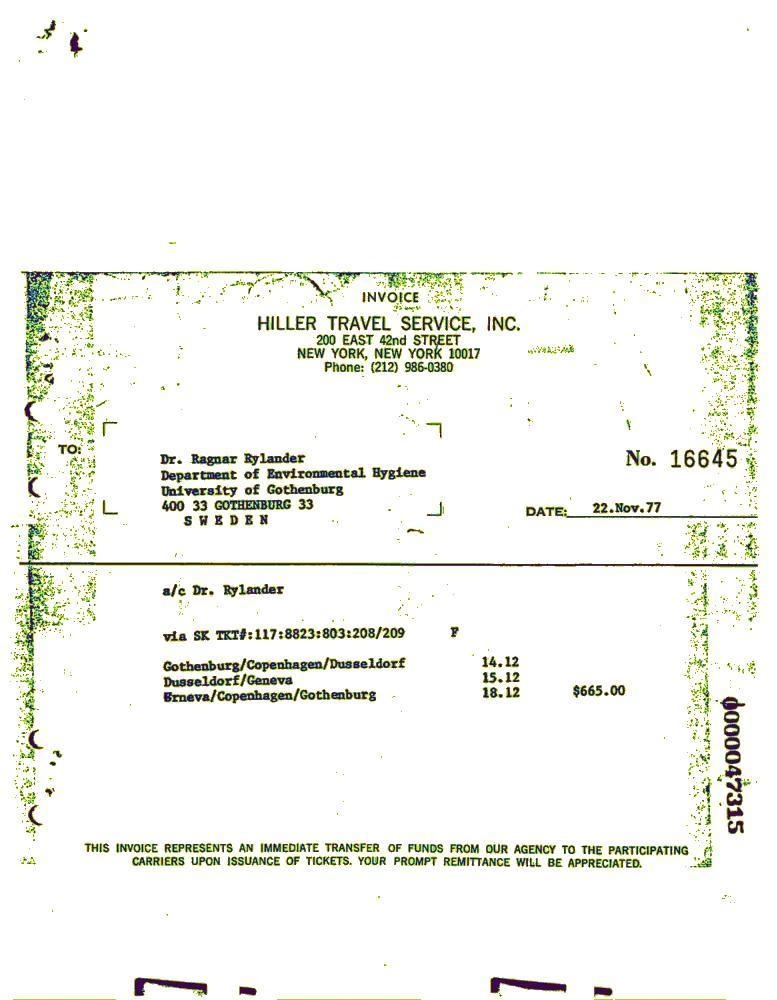 INVOICE
HILLER TRAVEL SERVICE, INC.
200 EAST 42nd STREET
NEW YORK, NEW YORK 10017
Phone: (212) 986-0380
TO:
Dr. Ragnar Rylander
Department of Environmental Hygiene
University of Gothenburg
400 33 GOTHENBURG 33
S W E D E N
No. 16645
DATE: 22.Nov.77
a/c Dr. Rylander
via SK TKT#:117:8823:803:208/209 F
Gothenburg/Copenhagen/Dusseldorf 14.12
Dusseldorf/Geneva 15.12
Erneva/Copenhagen/Gothenburg 18.12 $665.00
0000047315
THIS INVOICE REPRESENTS AN IMMEDIATE TRANSFER OF FUNDS FROM OUR AGENCY TO THE PARTICIPATING
CARRIERS UPON ISSUANCE OF TICKETS. YOUR PROMPT REMITTANCE WILL BE APPRECIATED.